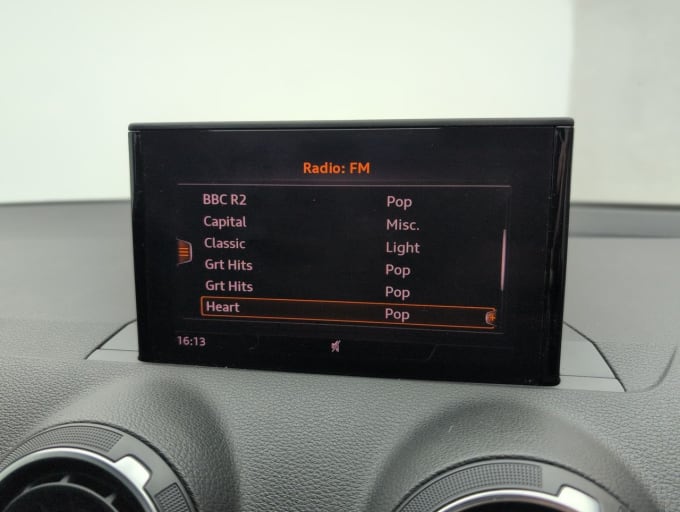 Radio: FM
BBC R2 Pop
Capital Misc.
Classic Light
Grt Hits Pop
Grt Hits Pop
Heart Pop
16:13